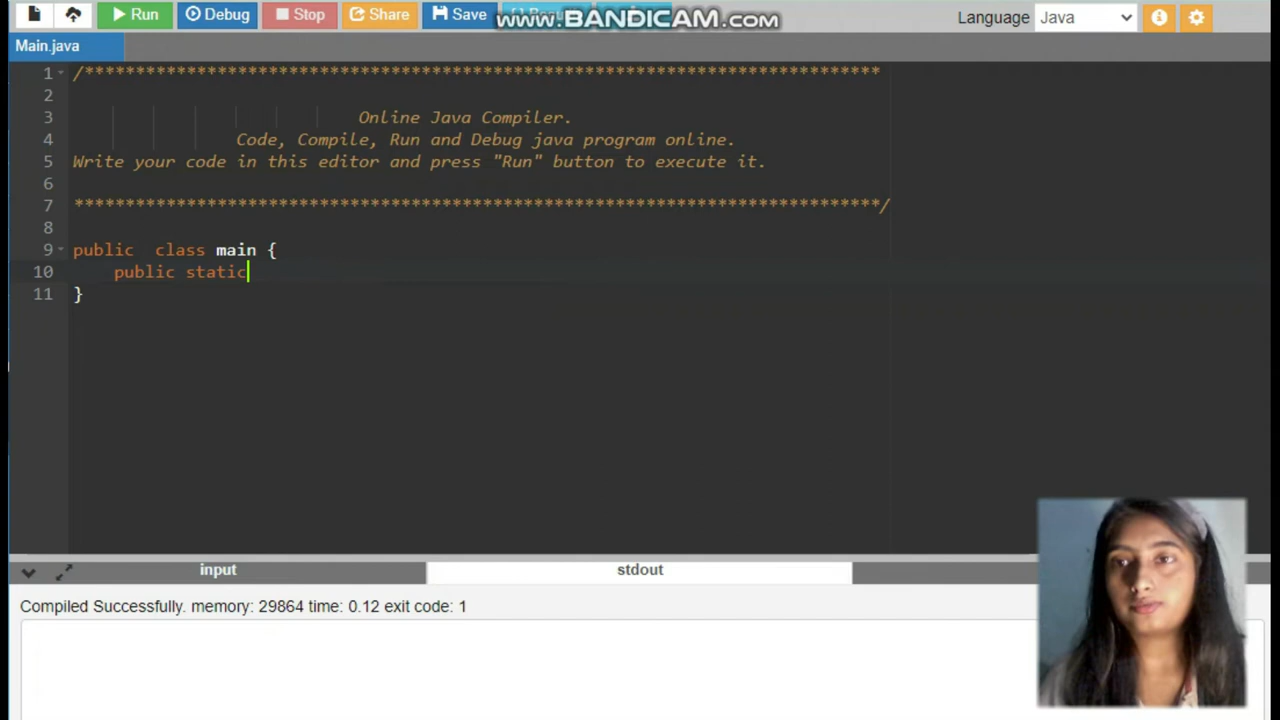 Run Debug Stop Share Save www.BANDICAM.com Language Java
Main.java
1 /******************************************************************************
2
3 Online Java Compiler.
4 Code, Compile, Run and Debug java program online.
5 Write your code in this editor and press "Run" button to execute it.
6
7 *******************************************************************************/
8
9 public  class main {
10 public static
11 }
input stdout
Compiled Successfully. memory: 29864 time: 0.12 exit code: 1